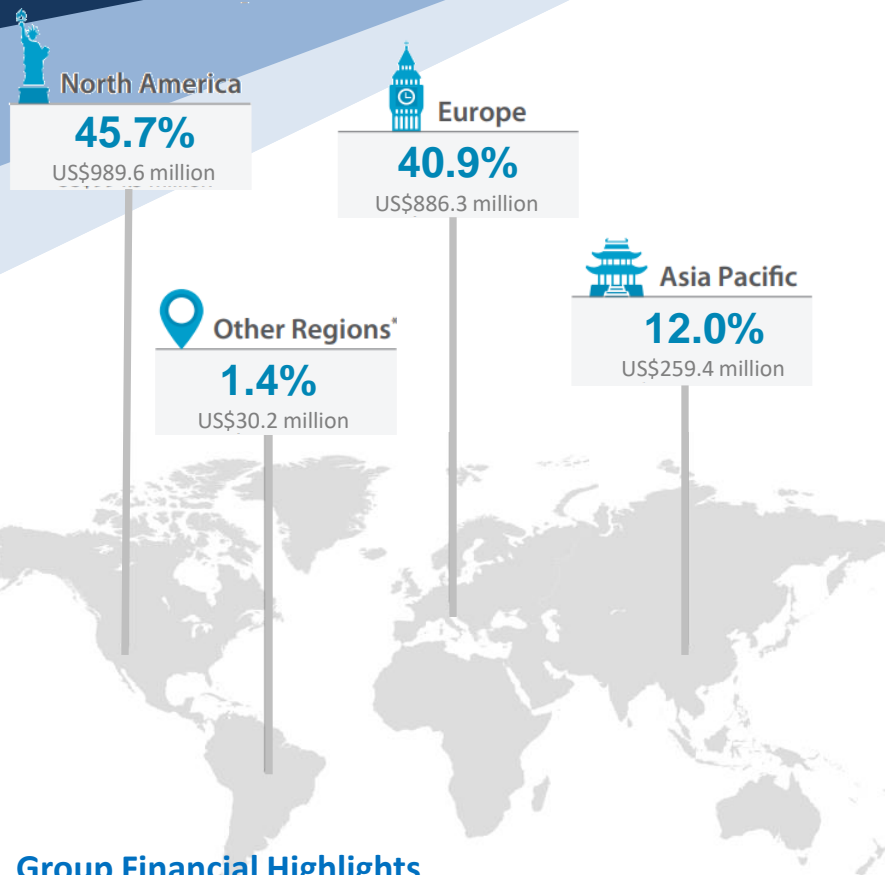 North America
45.7%
US$989.6 million
Europe
40.9%
US$886.3 million
Asia Pacific
12.0%
US$259.4 million
Other Regions*
1.4%
US$30.2 million
Group Financial Highlights